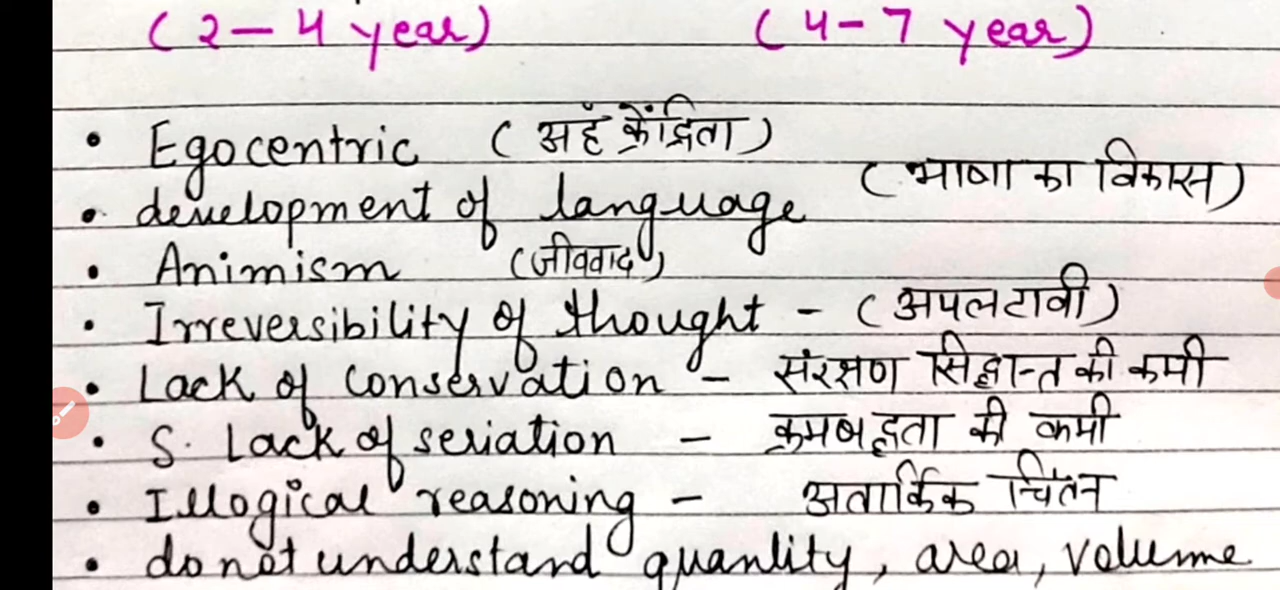 (2-4 year) (4-7 year)
• Egocentric (अहं केंद्रिता)
(भाषा का विकास)
• development of language
• Animism (जीववाद)
• Irreversibility of thought - (अपलटावी)
• Lack of conservation - संरक्षण सिद्धान्त की कमी
• S. Lack of seriation - क्रमबद्धता की कमी
• Illogical reasoning - अतार्किक चिंतन
• do not understand quantity, area, volume